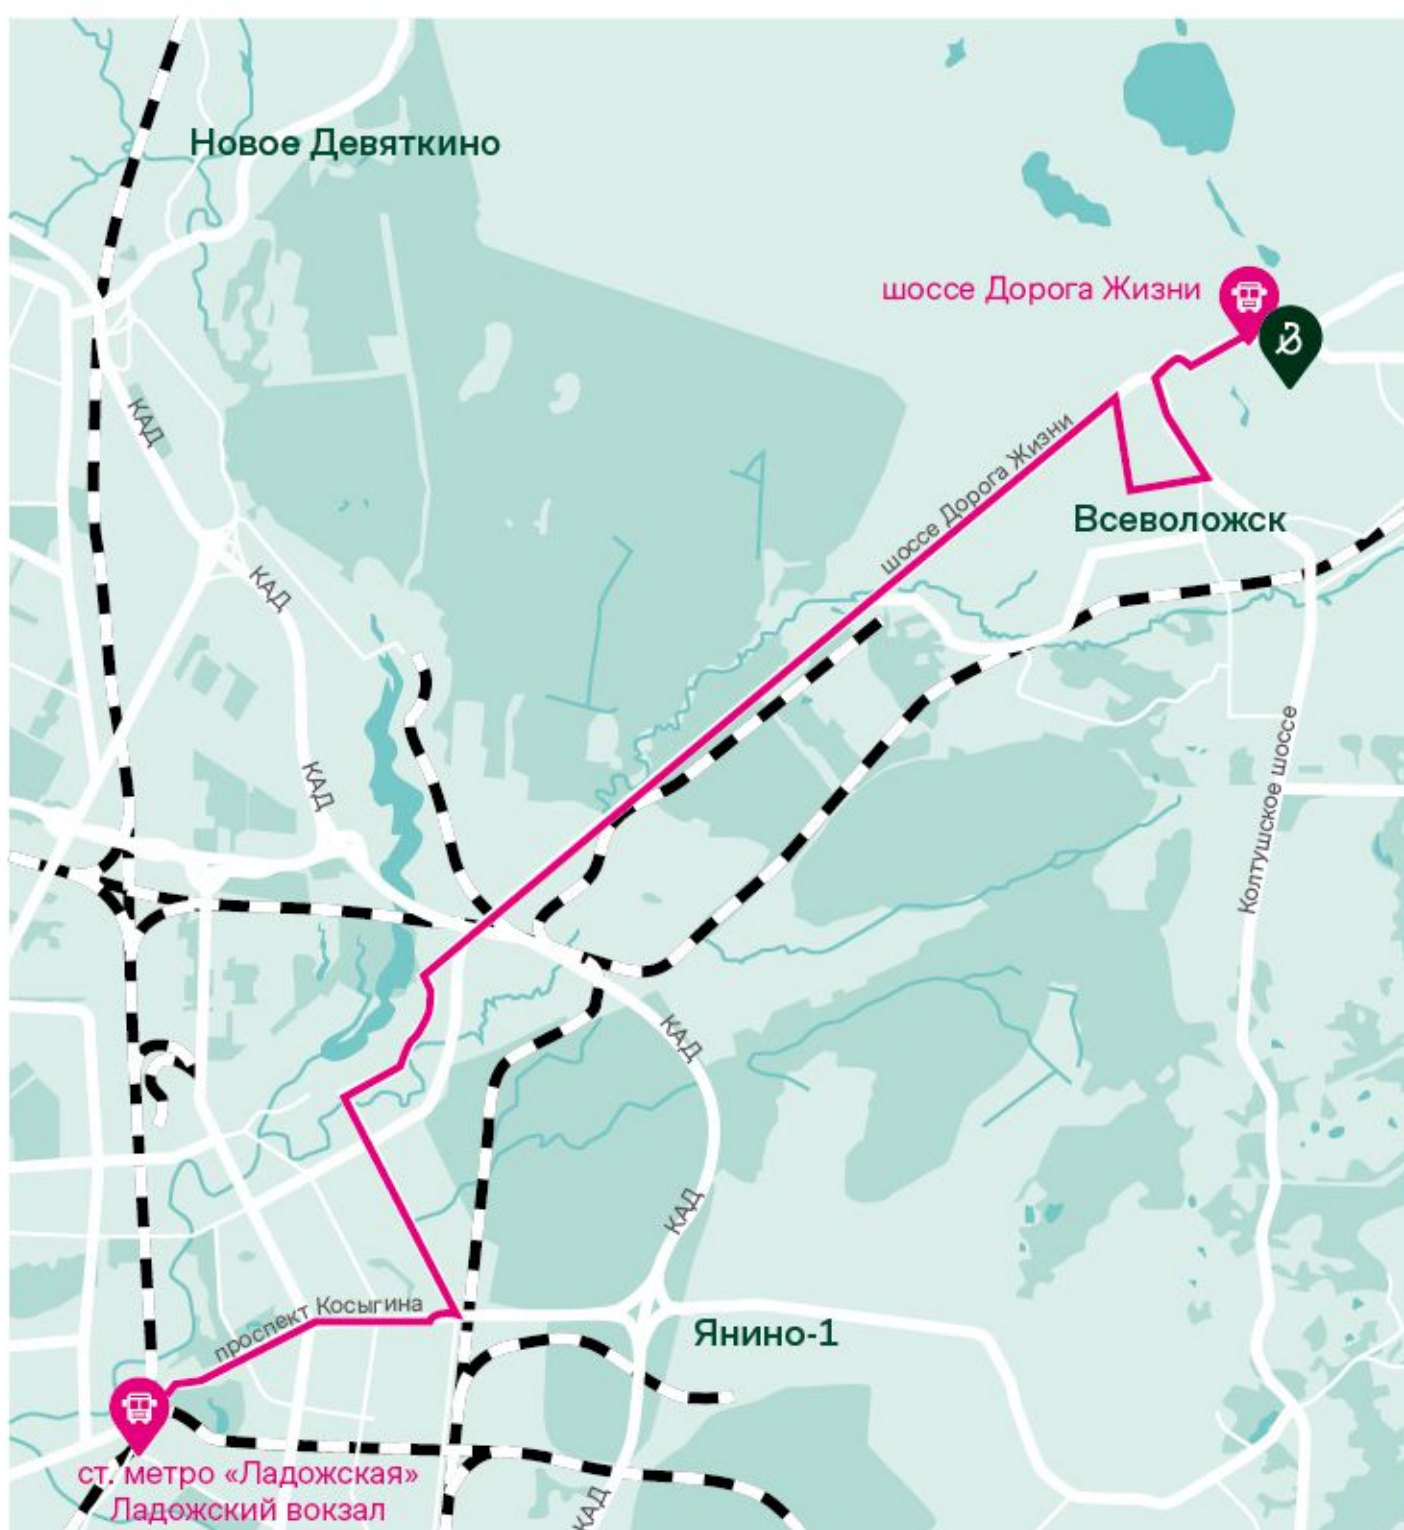 Новое Девяткино
шоссе Дорога Жизни
КАД
шоссе Дорога Жизни
Всеволожск
КАД
КАД
Колтушское шоссе
КАД
КАД
проспект Косыгина
Янино-1
ст. метро «Ладожская»
Ладожский вокзал
КАД